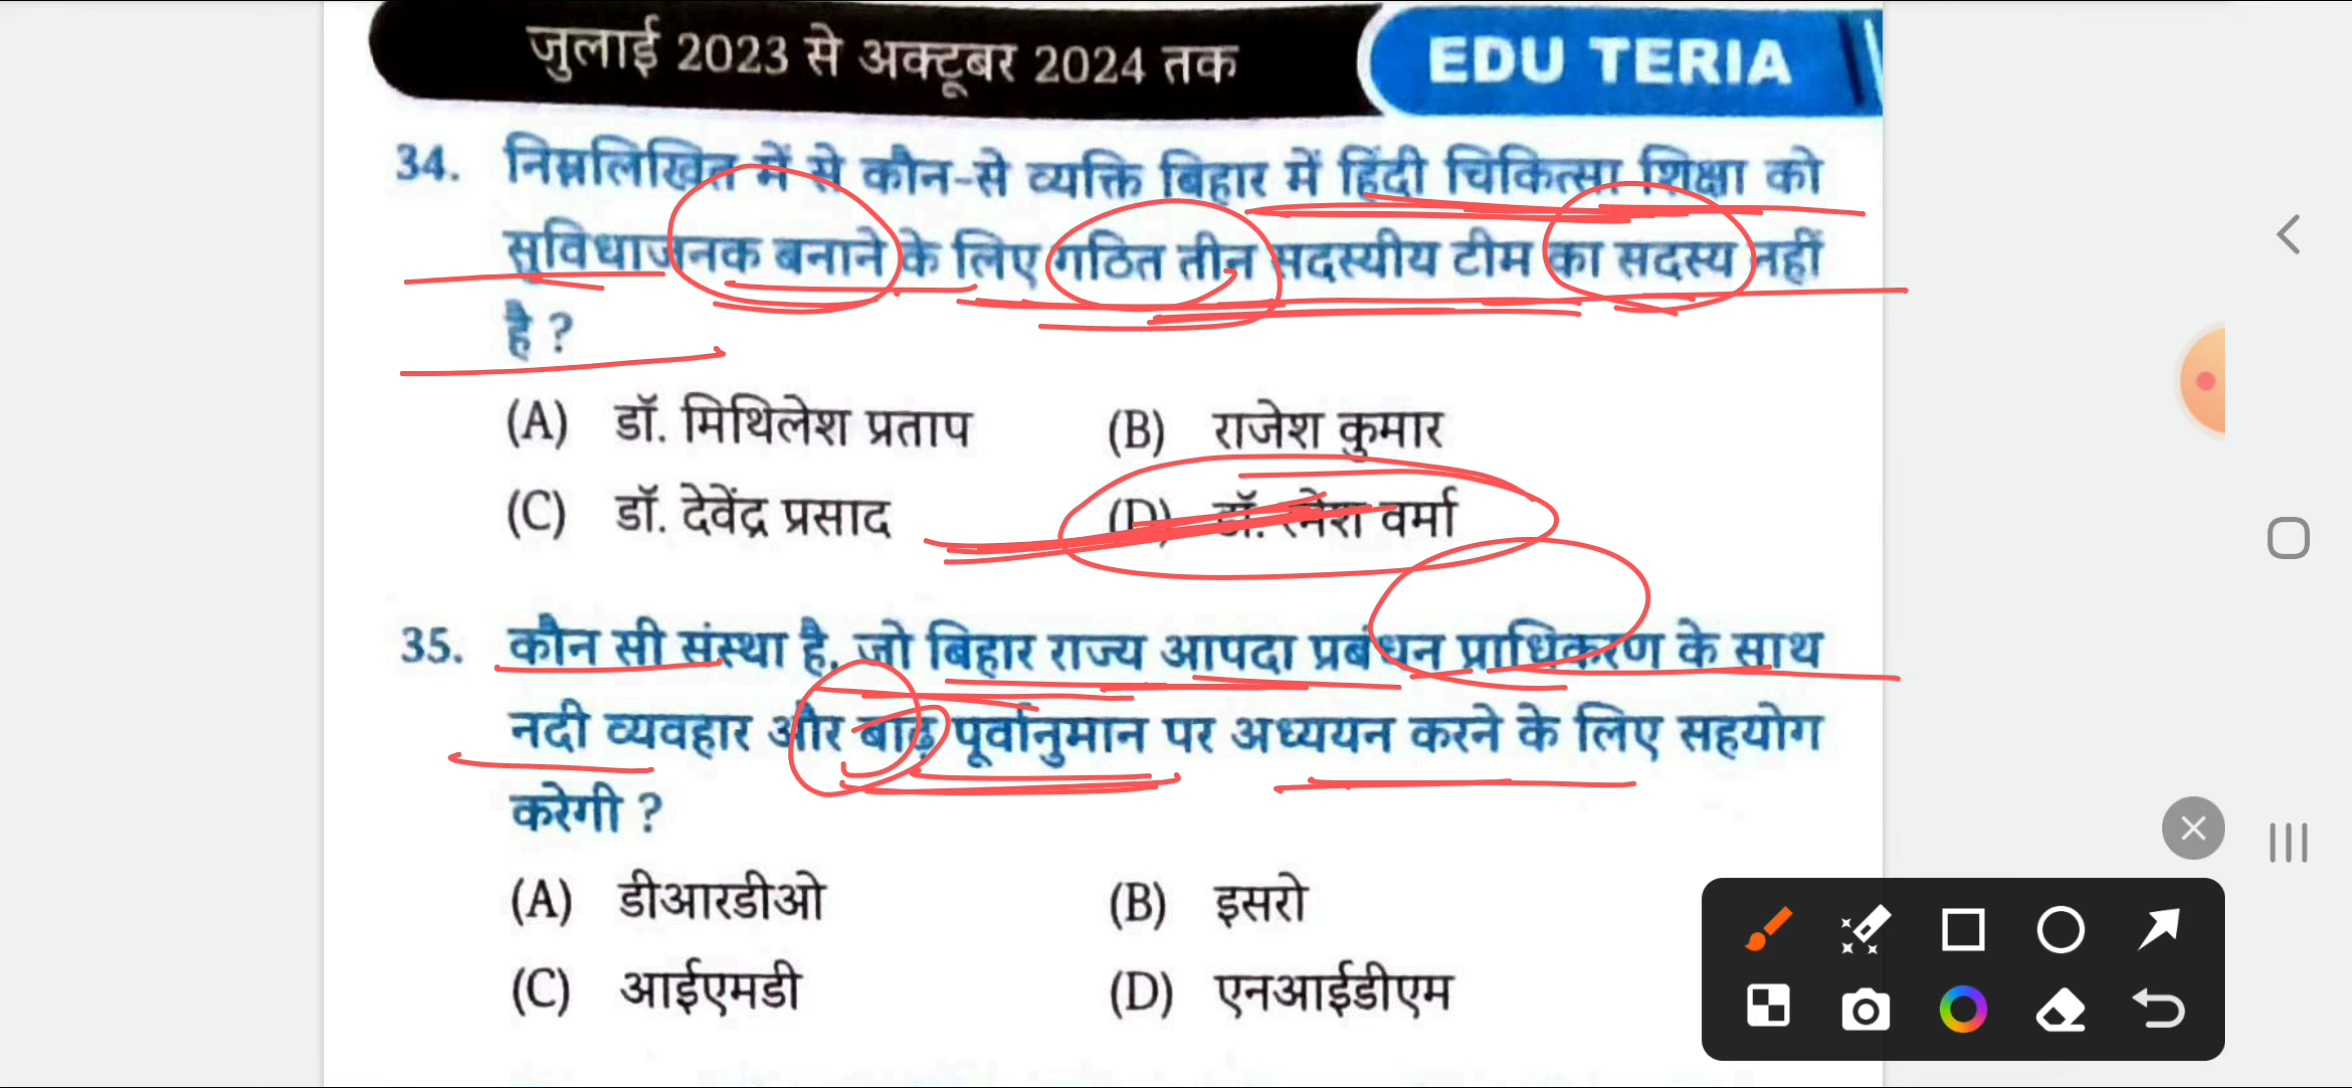 जुलाई 2023 से अक्टूबर 2024 तक EDU TERIA
34. निम्नलिखित में से कौन-से व्यक्ति बिहार में हिंदी चिकित्सा शिक्षा को
सुविधाजनक बनाने के लिए गठित तीन सदस्यीय टीम का सदस्य नहीं
है ?
(A) डॉ. मिथिलेश प्रताप (B) राजेश कुमार
(C) डॉ. देवेंद्र प्रसाद (D) डॉ. रमेश वर्मा
35. कौन सी संस्था है, जो बिहार राज्य आपदा प्रबंधन प्राधिकरण के साथ
नदी व्यवहार और बाढ़ पूर्वानुमान पर अध्ययन करने के लिए सहयोग
करेगी ?
(A) डीआरडीओ (B) इसरो
(C) आईएमडी (D) एनआईडीएम